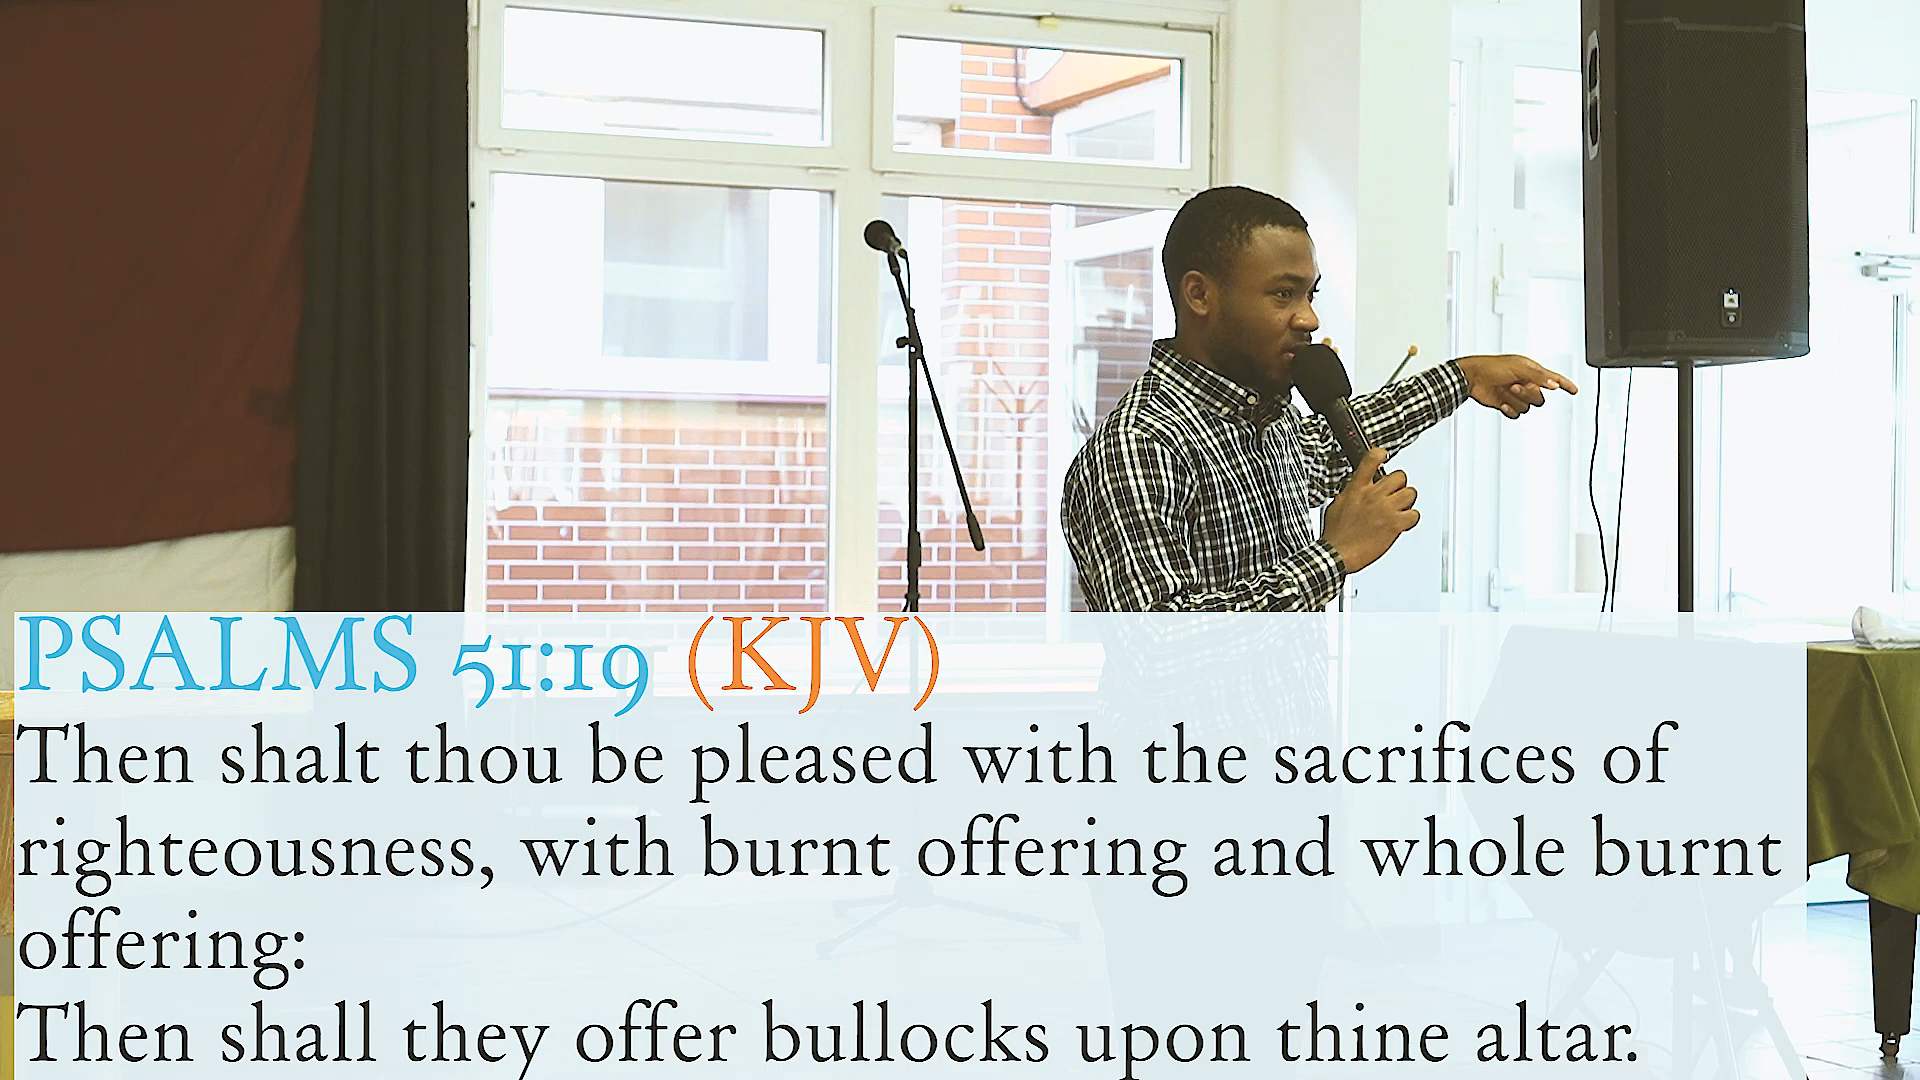 PSALMS 51:19 (KJV)
Then shalt thou be pleased with the sacrifices of
righteousness, with burnt offering and whole burnt
offering:
Then shall they offer bullocks upon thine altar.